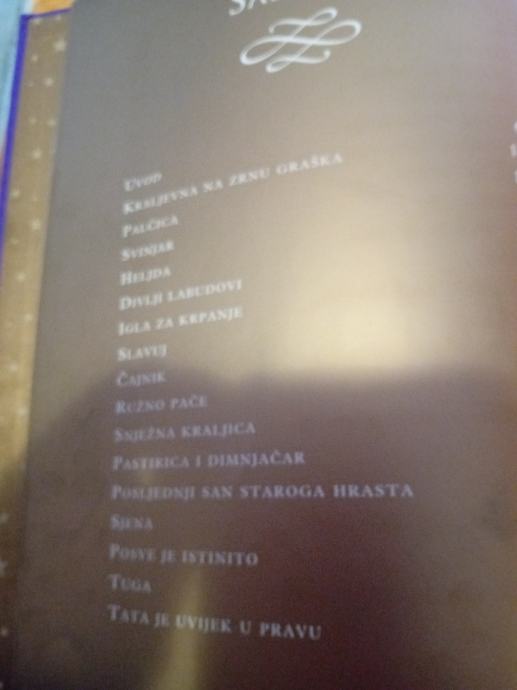 Uvod
Kraljevna na zrnu graška
Palčica
Svinjar
Heljda
Divlji labudovi
Igla za krpanje
Slavuj
Čajnik
Ružno pače
Snježna kraljica
Pastirica i dimnjačar
Posljednji san staroga hrasta
Sjena
Posve je istinito
Tuga
Tata je uvijek u pravu